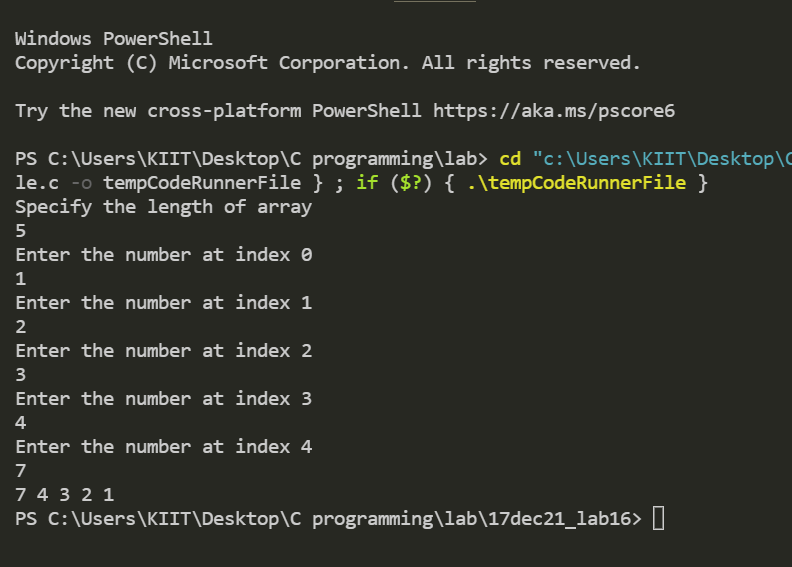 Windows PowerShell
Copyright (C) Microsoft Corporation. All rights reserved.
Try the new cross-platform PowerShell https://aka.ms/pscore6
PS C:\Users\KIIT\Desktop\C programming\lab> cd "c:\Users\KIIT\Desktop\C
le.c -o tempCodeRunnerFile } ; if ($?) { .\tempCodeRunnerFile }
Specify the length of array
5
Enter the number at index 0
1
Enter the number at index 1
2
Enter the number at index 2
3
Enter the number at index 3
4
Enter the number at index 4
7
7 4 3 2 1
PS C:\Users\KIIT\Desktop\C programming\lab\17dec21_lab16>